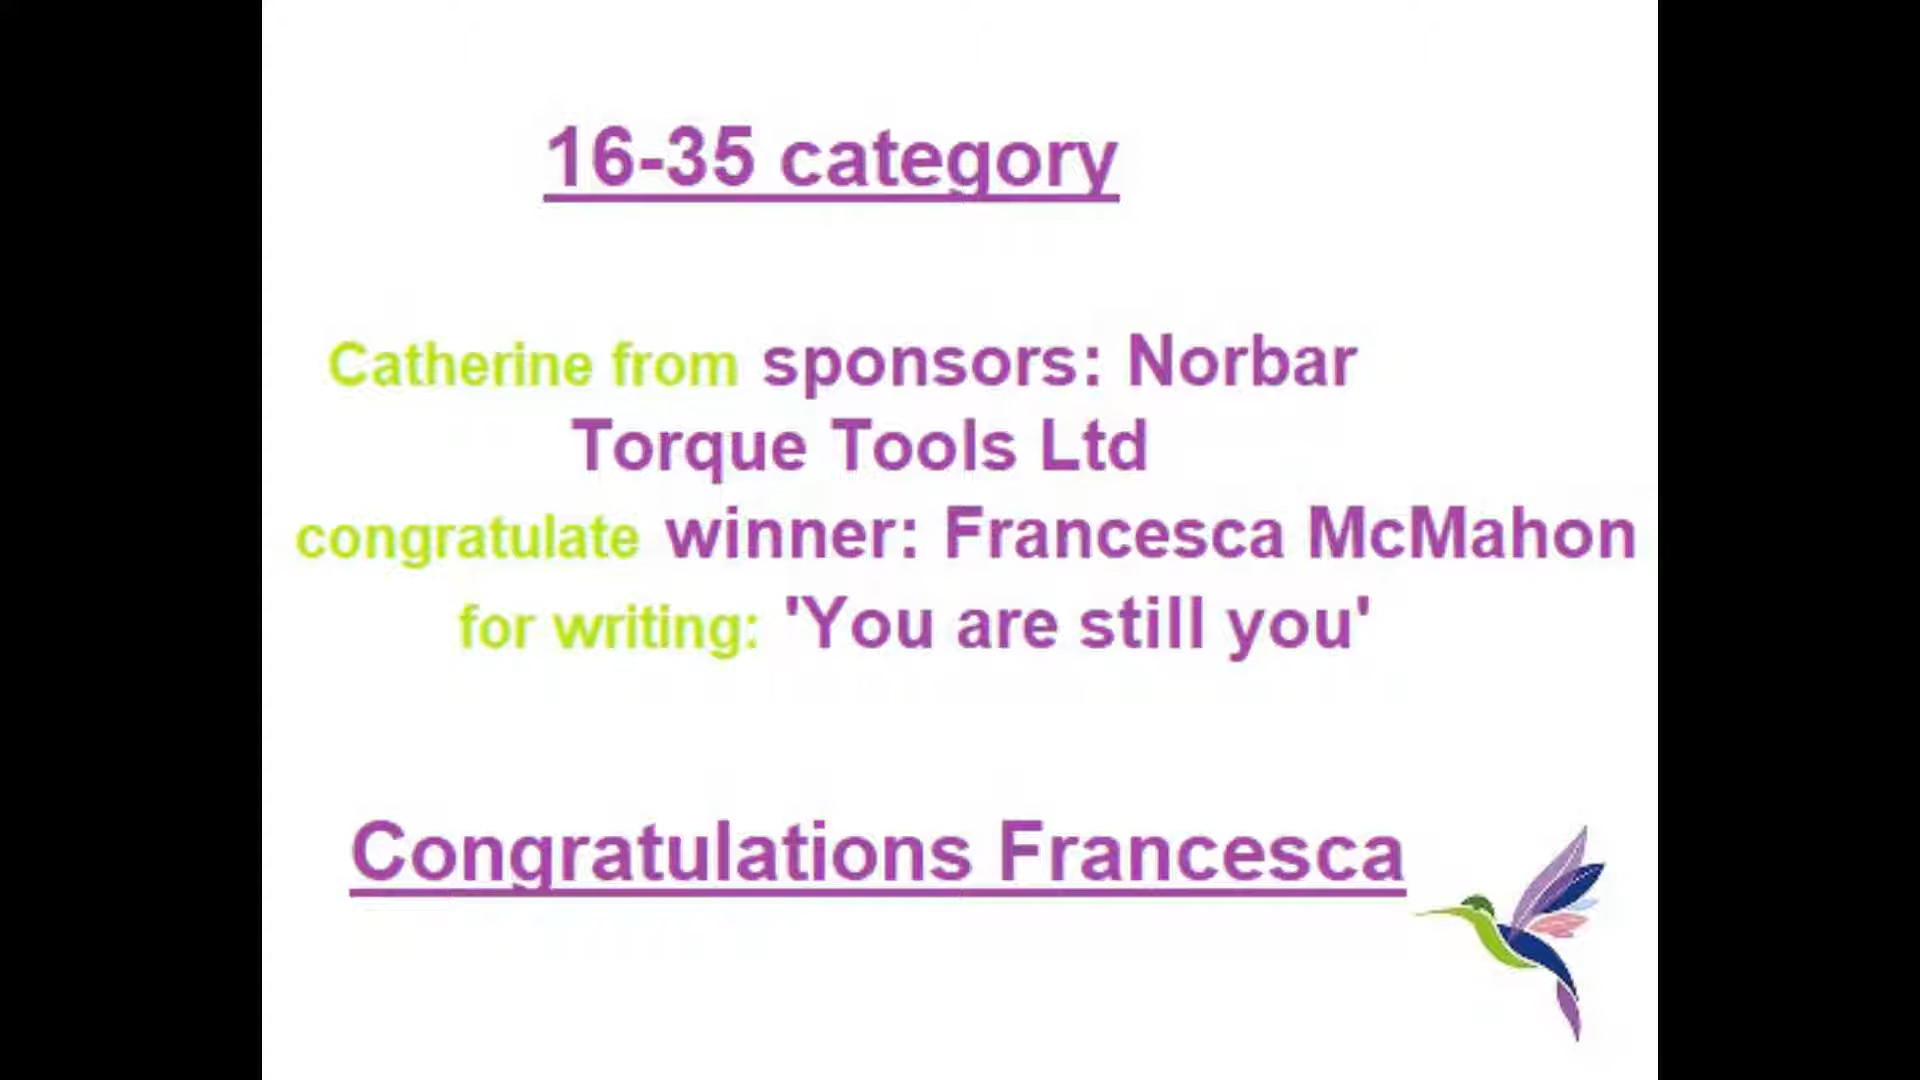 16-35 category
Catherine from sponsors: Norbar
Torque Tools Ltd
congratulate winner: Francesca McMahon
for writing: 'You are still you'
Congratulations Francesca